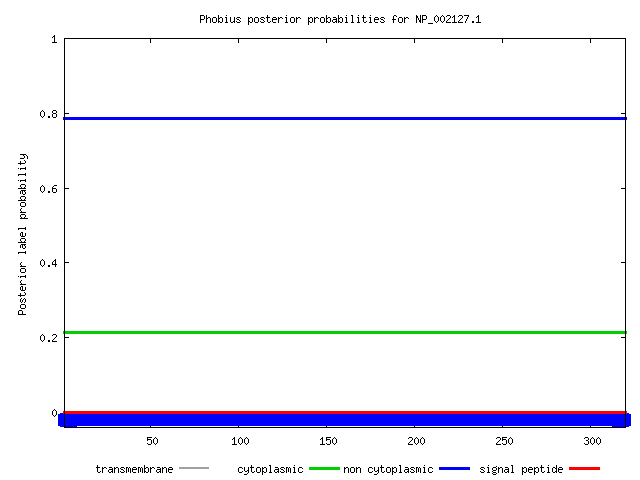 Phobius posterior probabilities for NP_002127.1
1
0.8
0.6
0.4
0.2
0
Posterior label probability
50 100 150 200 250 300
transmembrane cytoplasmic non cytoplasmic signal peptide